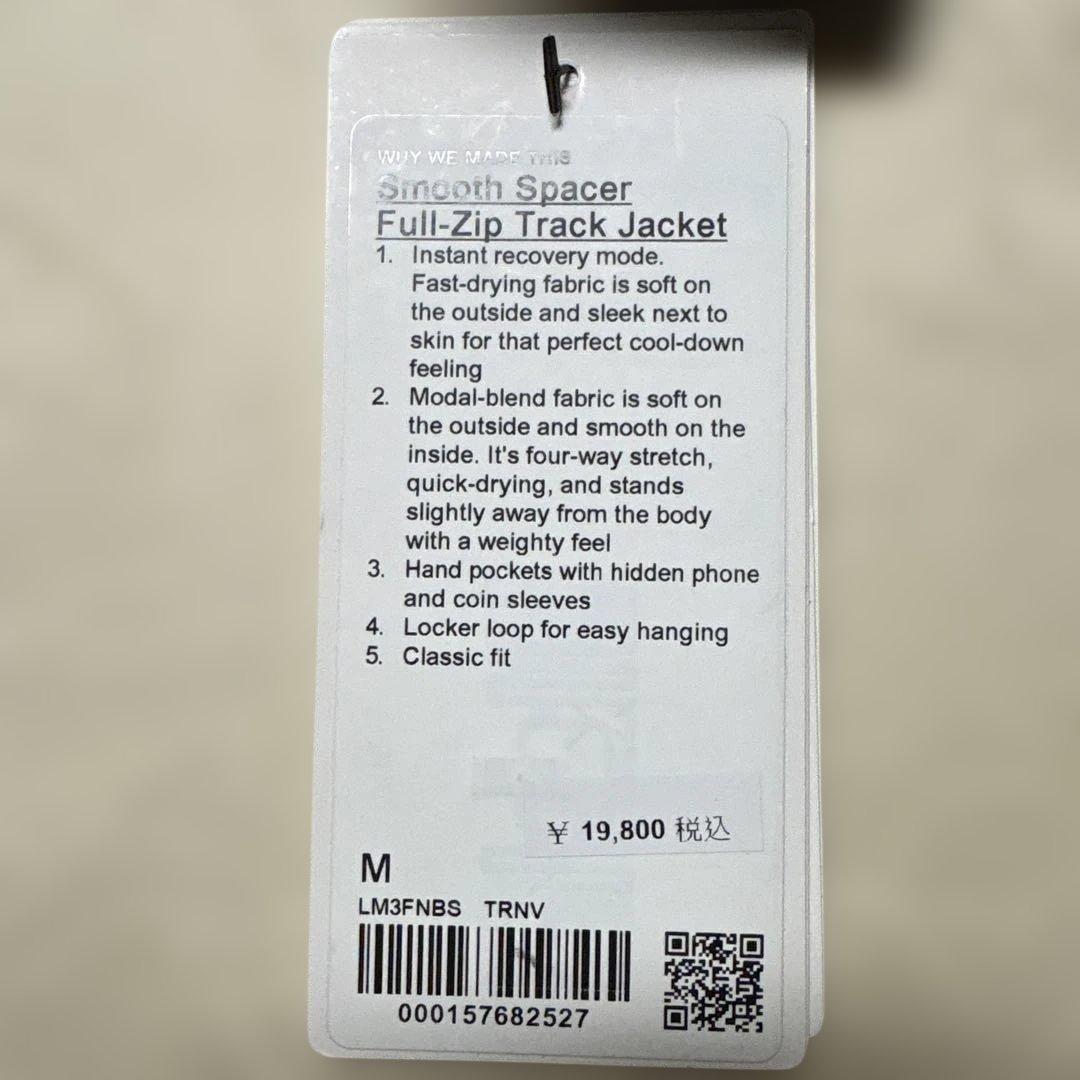 WHY WE MADE THIS
Smooth Spacer
Full-Zip Track Jacket
1. Instant recovery mode.
Fast-drying fabric is soft on
the outside and sleek next to
skin for that perfect cool-down
feeling
2. Modal-blend fabric is soft on
the outside and smooth on the
inside. It's four-way stretch,
quick-drying, and stands
slightly away from the body
with a weighty feel
3. Hand pockets with hidden phone
and coin sleeves
4. Locker loop for easy hanging
5. Classic fit
￥ 19,800 税込
M
LM3FNBS TRNV
000157682527